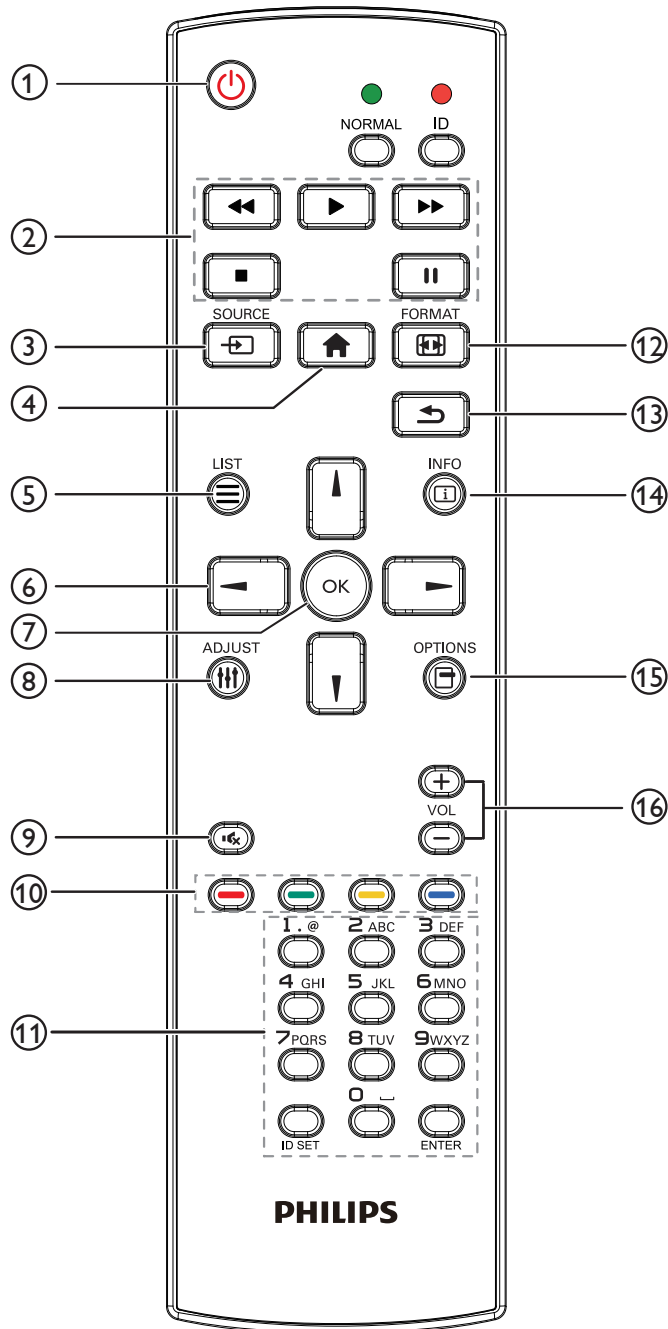 1
NORMAL ID
2
SOURCE FORMAT
3 12
4
13
LIST INFO
5 i 14
6
OK
7
ADJUST OPTIONS
8 15
+
VOL 16
9 −
10
1.@ 2 ABC 3 DEF
4 GHI 5 JKL 6 MNO
11
7 PQRS 8 TUV 9 WXYZ
0 ⎵
ID SET ENTER
PHILIPS